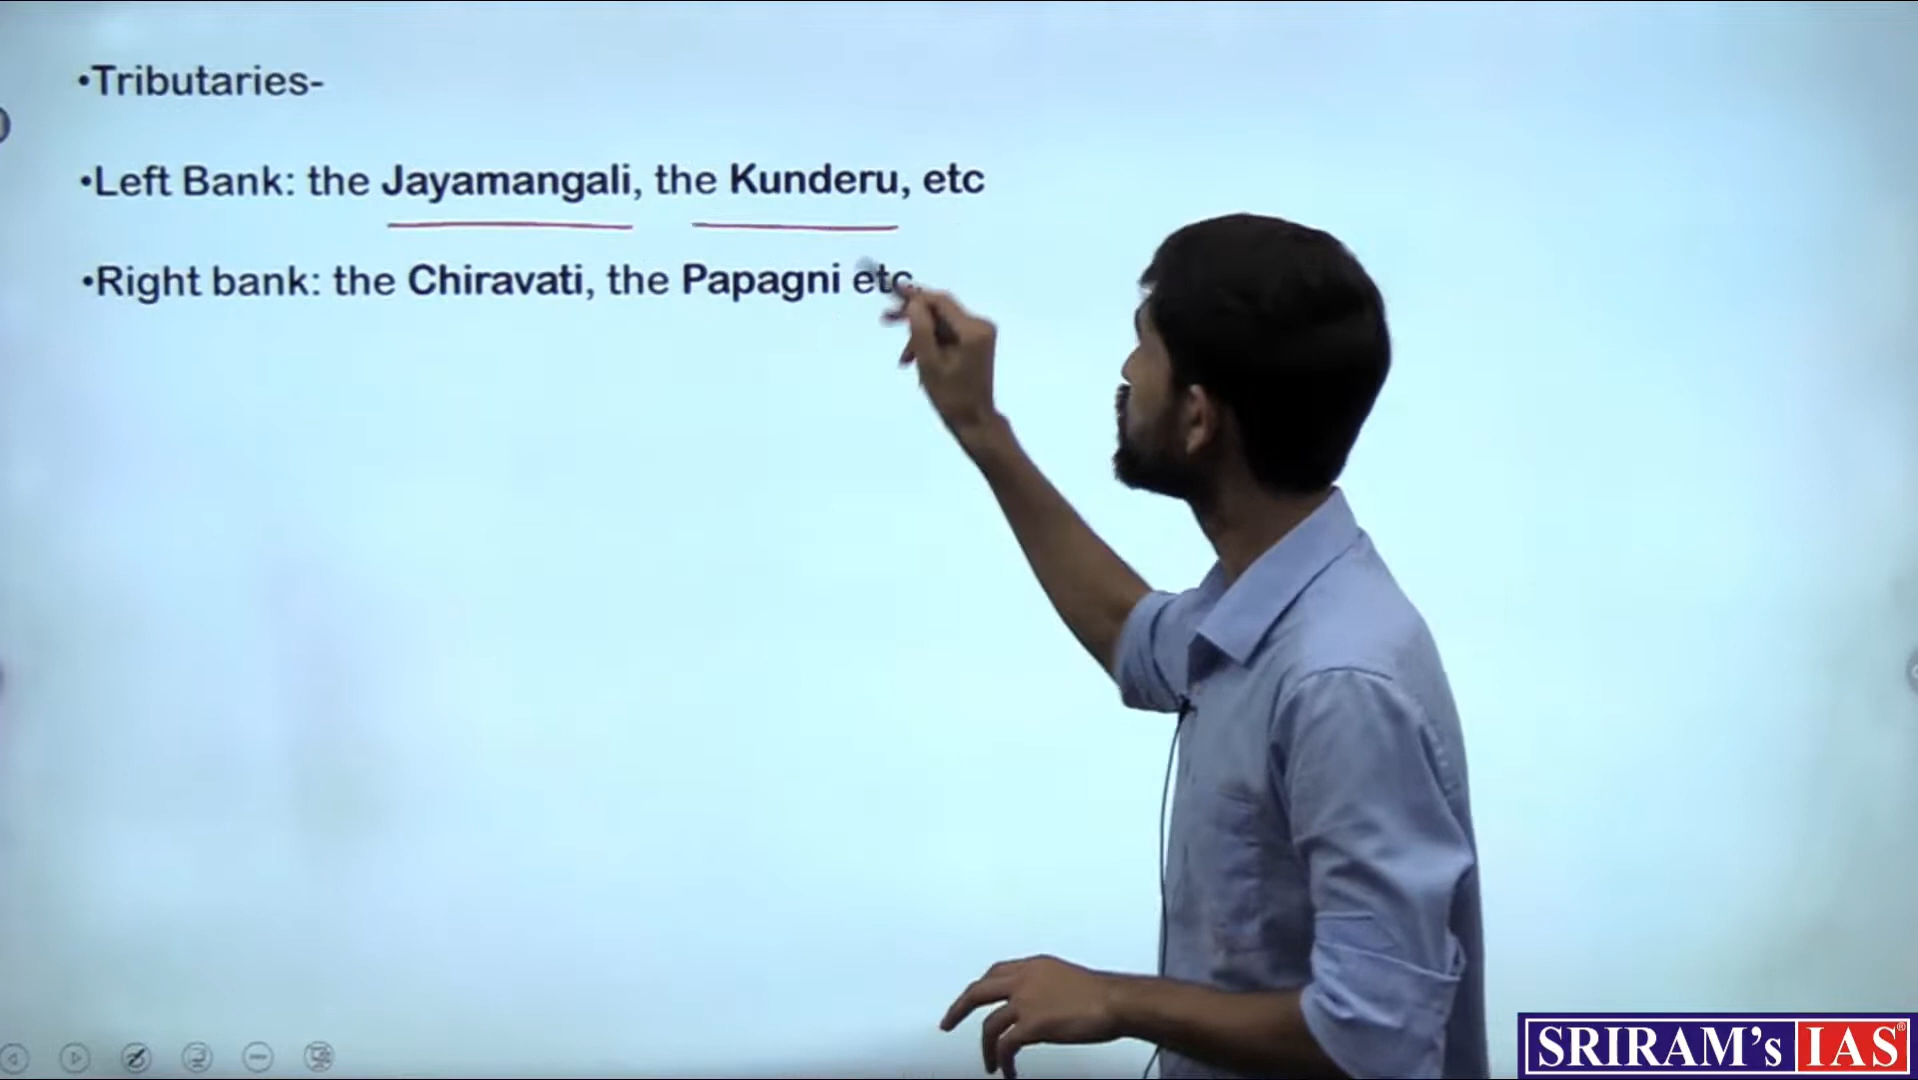 •Tributaries-
•Left Bank: the Jayamangali, the Kunderu, etc
•Right bank: the Chiravati, the Papagni etc.
SRIRAM's IAS®